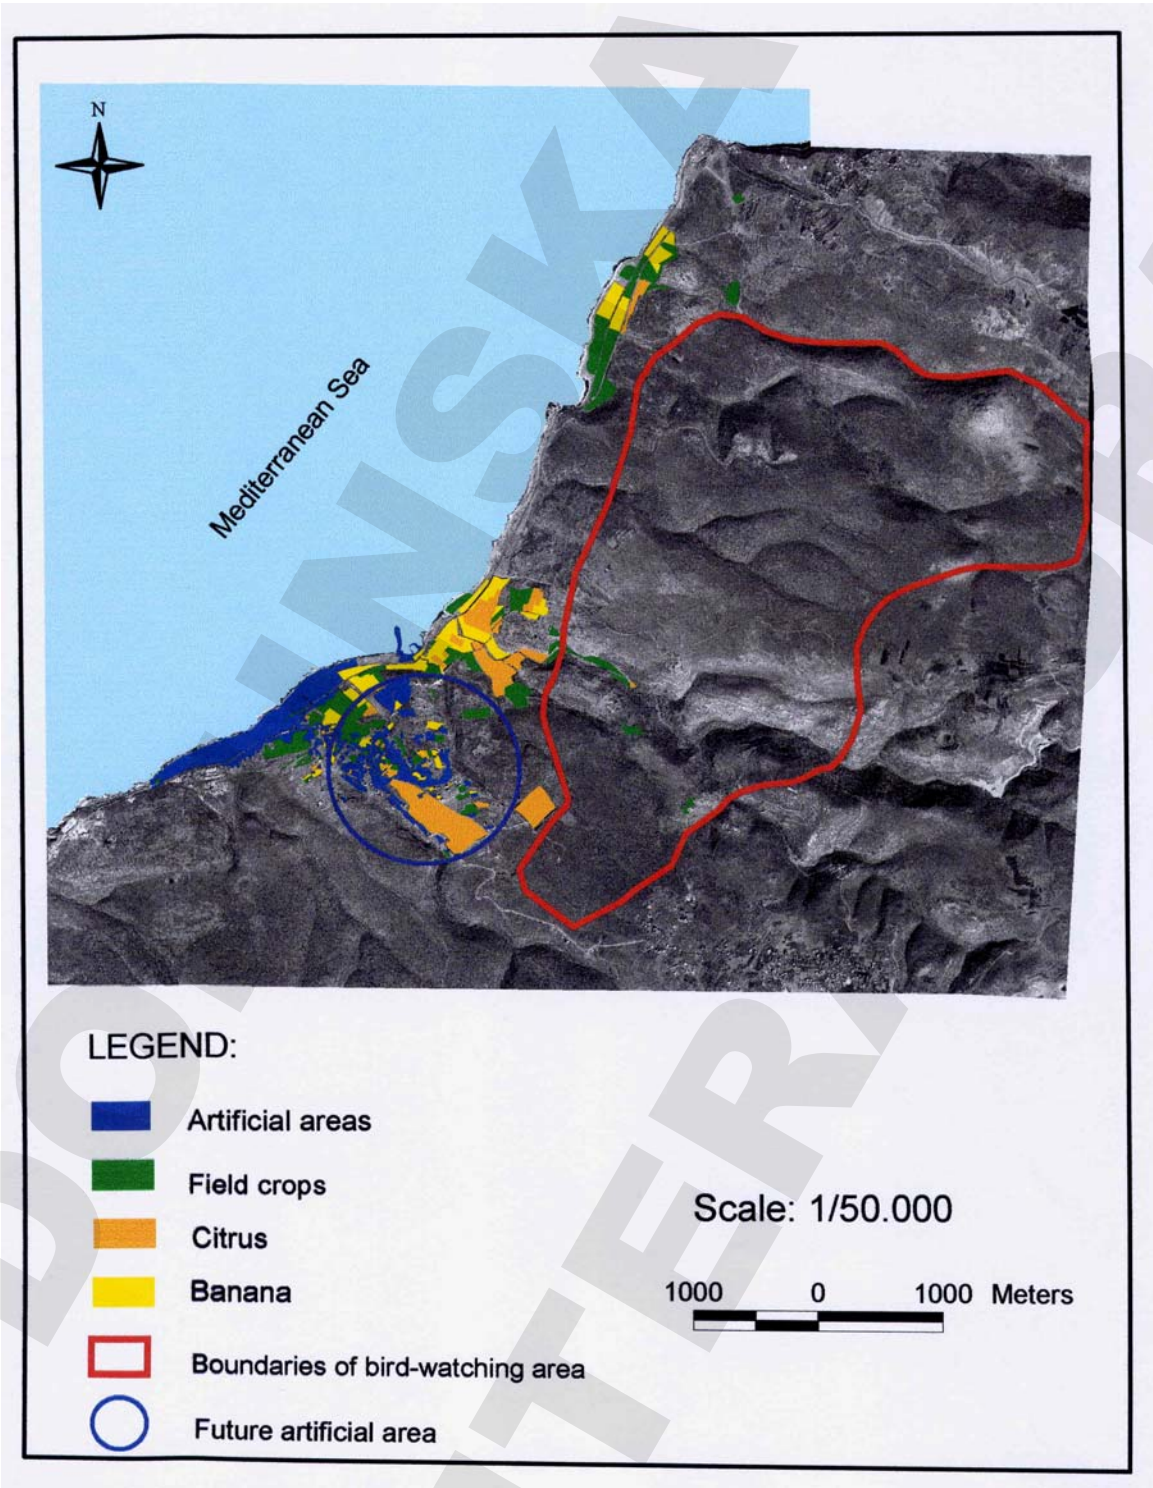 N
Mediterranean Sea
LEGEND:
Artificial areas
Field crops
Citrus
Banana
Boundaries of bird-watching area
Future artificial area
Scale: 1/50.000
1000 0 1000 Meters